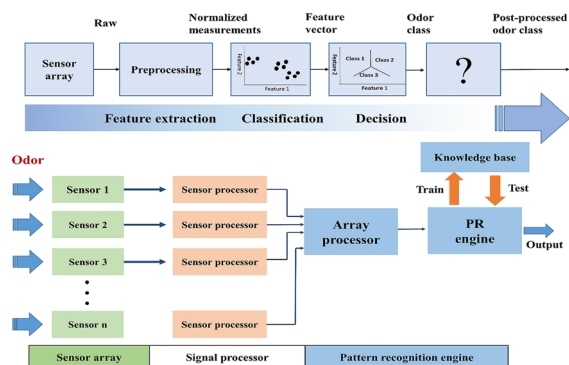 Raw
Normalized
measurements
Feature
vector
Odor
class
Post-processed
odor class
Sensor
array
Preprocessing
Feature 2
Feature 1
Feature 2
Class 1
Class 2
Class 3
Feature 1
?
Feature extraction
Classification
Decision
Odor
Knowledge base
Train
Test
Sensor 1
Sensor processor
Sensor 2
Sensor processor
Array
processor
PR
engine
Output
Sensor 3
Sensor processor
Sensor n
Sensor processor
Sensor array
Signal processor
Pattern recognition engine